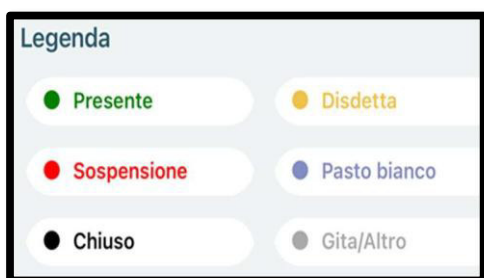 Legenda
Presente
Disdetta
Sospensione
Pasto bianco
Chiuso
Gita/Altro